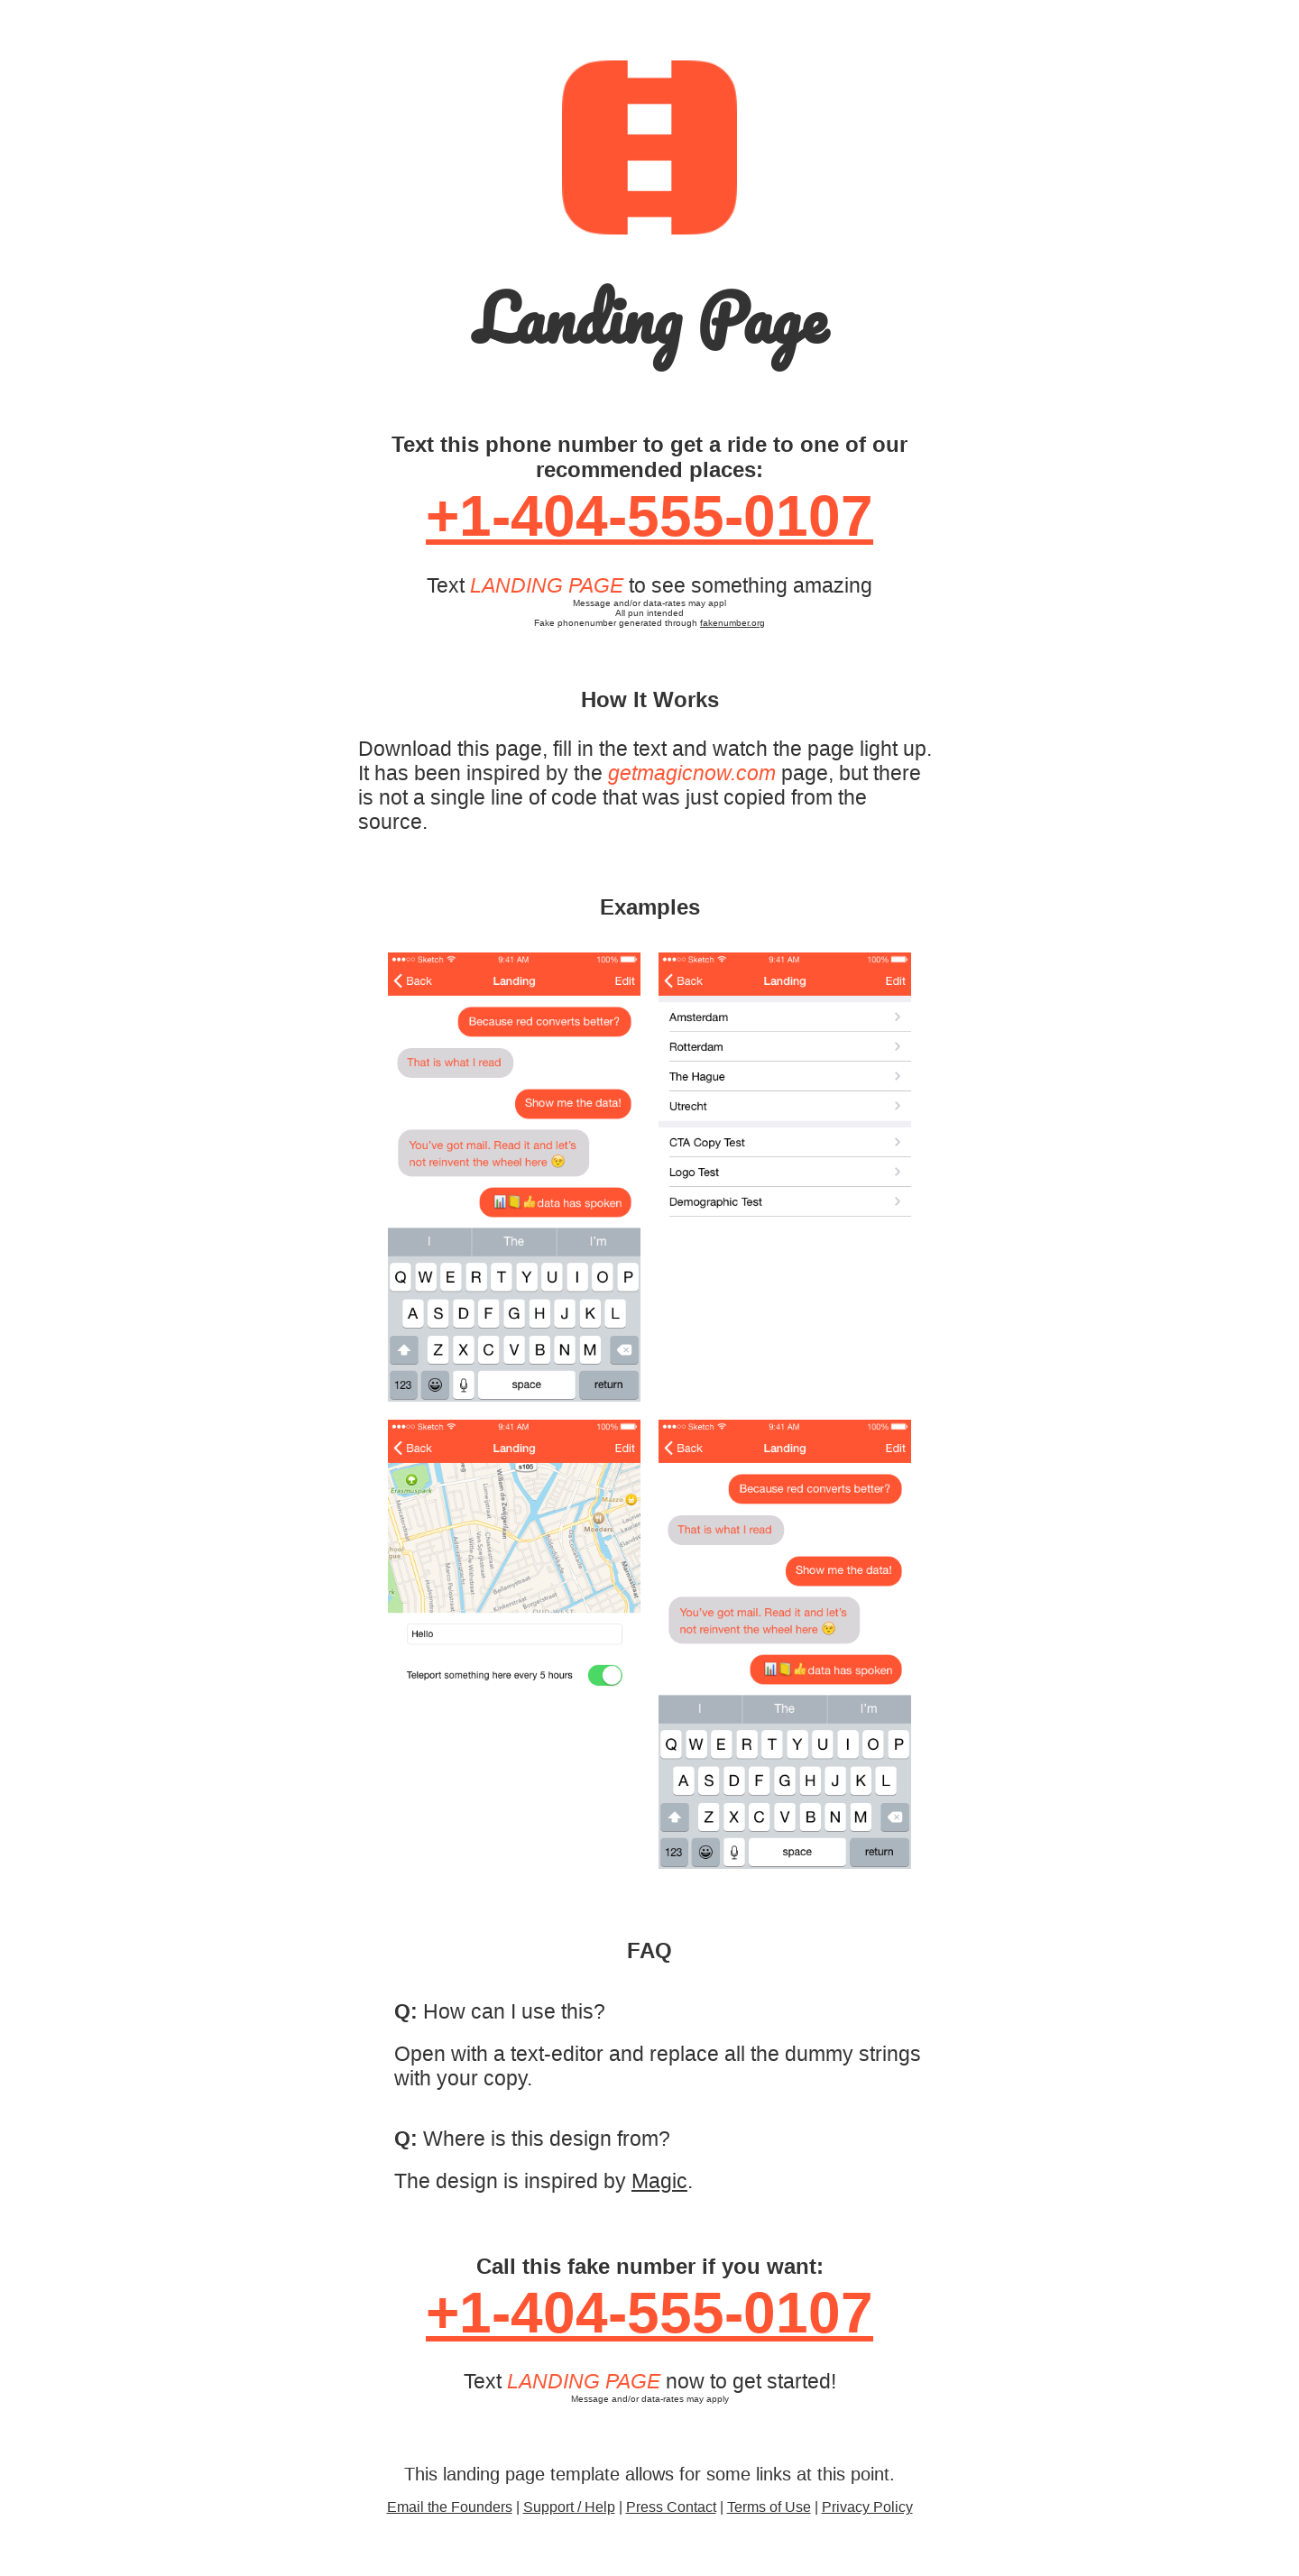 Landing Page
Text this phone number to get a ride to one of our
recommended places:
+1-404-555-0107
Text LANDING PAGE to see something amazing
Message and/or data-rates may appl
All pun intended
Fake phonenumber generated through fakenumber.org
How It Works
Download this page, fill in the text and watch the page light up.
It has been inspired by the getmagicnow.com page, but there
is not a single line of code that was just copied from the
source.
Examples
Sketch 9:41 AM 100%
Back Landing Edit
Because red converts better?
That is what I read
Show me the data!
You've got mail. Read it and let's
not reinvent the wheel here 😉
📊📒👍data has spoken
I The I'm
Q W E R T Y U I O P
A S D F G H J K L
Z X C V B N M
123 space return
Sketch 9:41 AM 100%
Back Landing Edit
Amsterdam
Rotterdam
The Hague
Utrecht
CTA Copy Test
Logo Test
Demographic Test
Sketch 9:41 AM 100%
Back Landing Edit
s105
Erasmuspark
Willem de Zwijgerlaan
Mazzo
Moeders
Bellamystraat
Kinkerstraat
OUD-WEST
Hello
Teleport something here every 5 hours
Sketch 9:41 AM 100%
Back Landing Edit
Because red converts better?
That is what I read
Show me the data!
You've got mail. Read it and let's
not reinvent the wheel here 😉
📊📒👍data has spoken
I The I'm
Q W E R T Y U I O P
A S D F G H J K L
Z X C V B N M
123 space return
FAQ
Q: How can I use this?
Open with a text-editor and replace all the dummy strings
with your copy.
Q: Where is this design from?
The design is inspired by Magic.
Call this fake number if you want:
+1-404-555-0107
Text LANDING PAGE now to get started!
Message and/or data-rates may apply
This landing page template allows for some links at this point.
Email the Founders | Support / Help | Press Contact | Terms of Use | Privacy Policy